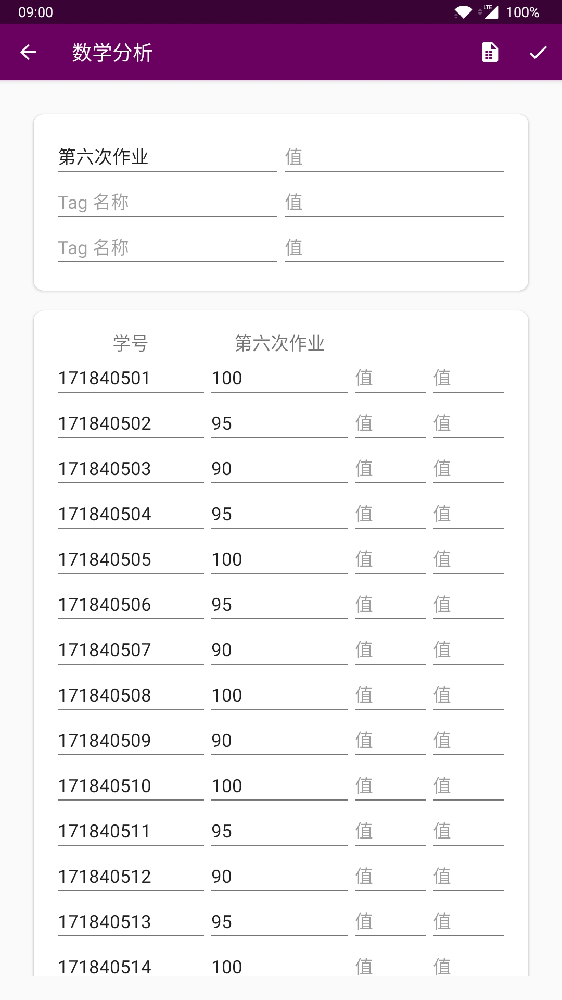 09:00 LTE 100%
数学分析
第六次作业 值
Tag 名称 值
Tag 名称 值
学号 第六次作业
171840501 100 值 值
171840502 95 值 值
171840503 90 值 值
171840504 95 值 值
171840505 100 值 值
171840506 95 值 值
171840507 90 值 值
171840508 100 值 值
171840509 90 值 值
171840510 100 值 值
171840511 95 值 值
171840512 90 值 值
171840513 95 值 值
171840514 100 值 值